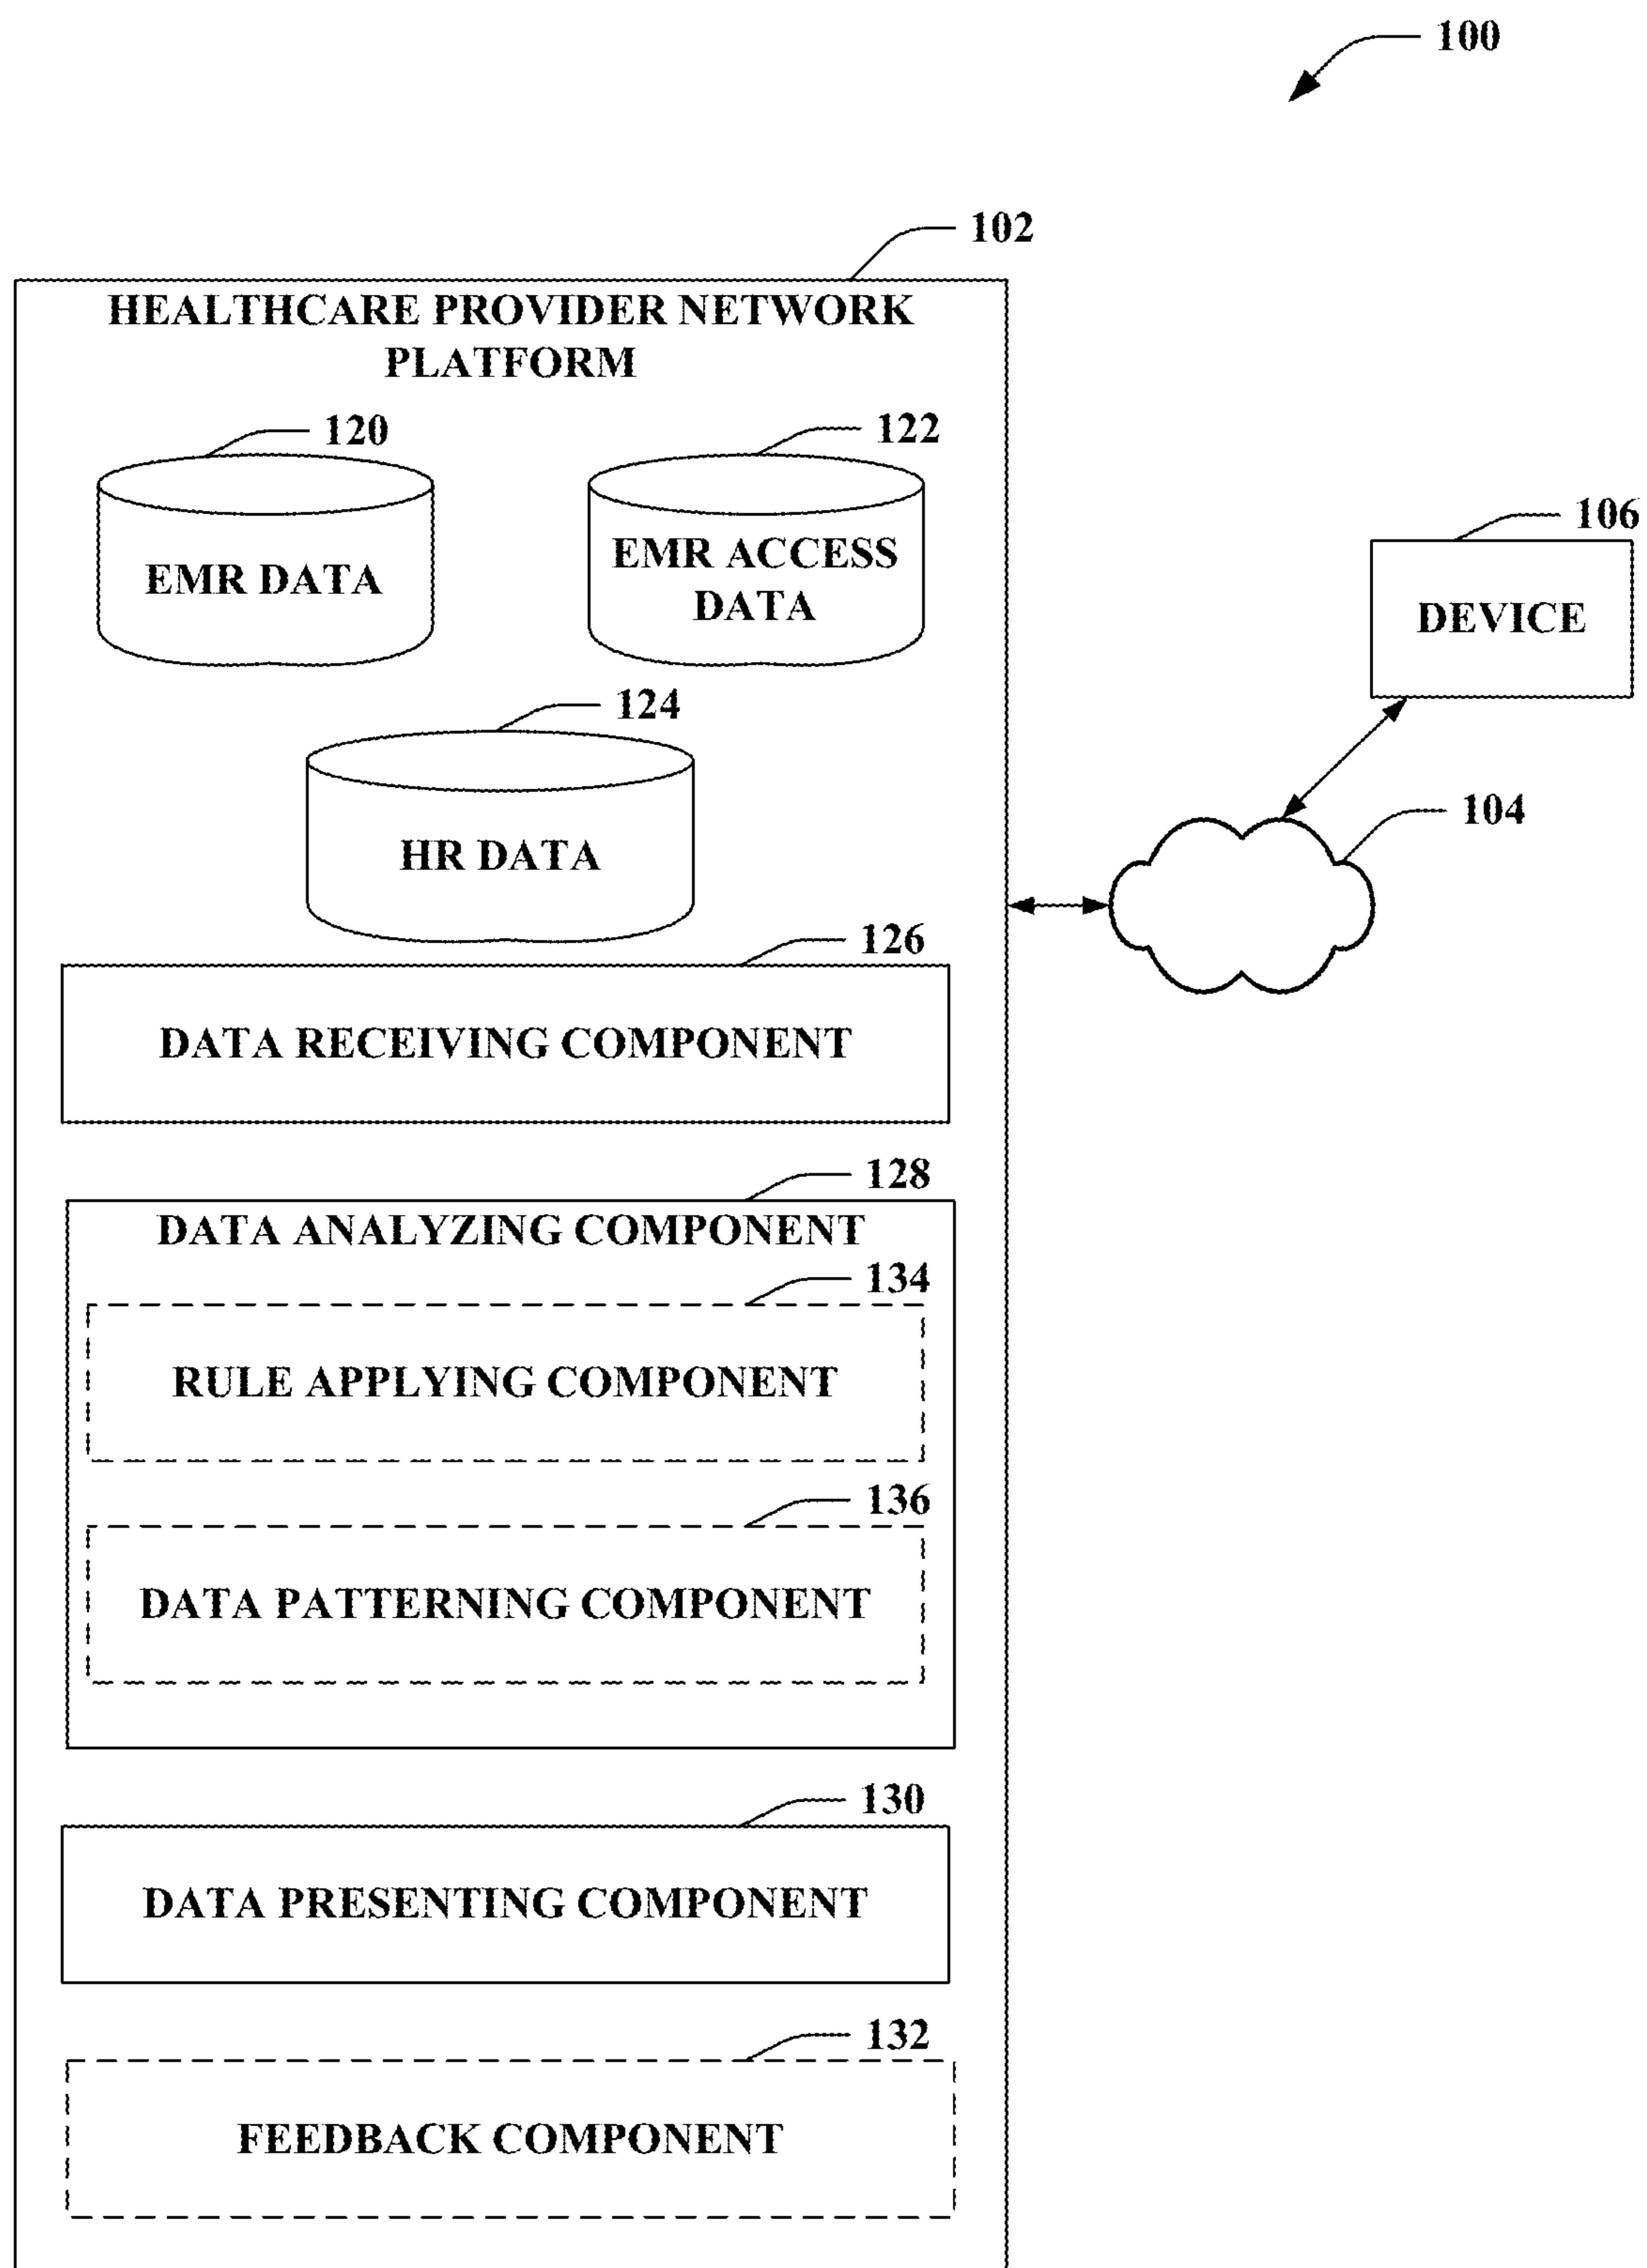 100
102
HEALTHCARE PROVIDER NETWORK
PLATFORM
120
122
EMR DATA
EMR ACCESS
DATA
106
DEVICE
124
HR DATA
104
126
DATA RECEIVING COMPONENT
128
DATA ANALYZING COMPONENT
134
RULE APPLYING COMPONENT
136
DATA PATTERNING COMPONENT
130
DATA PRESENTING COMPONENT
132
FEEDBACK COMPONENT